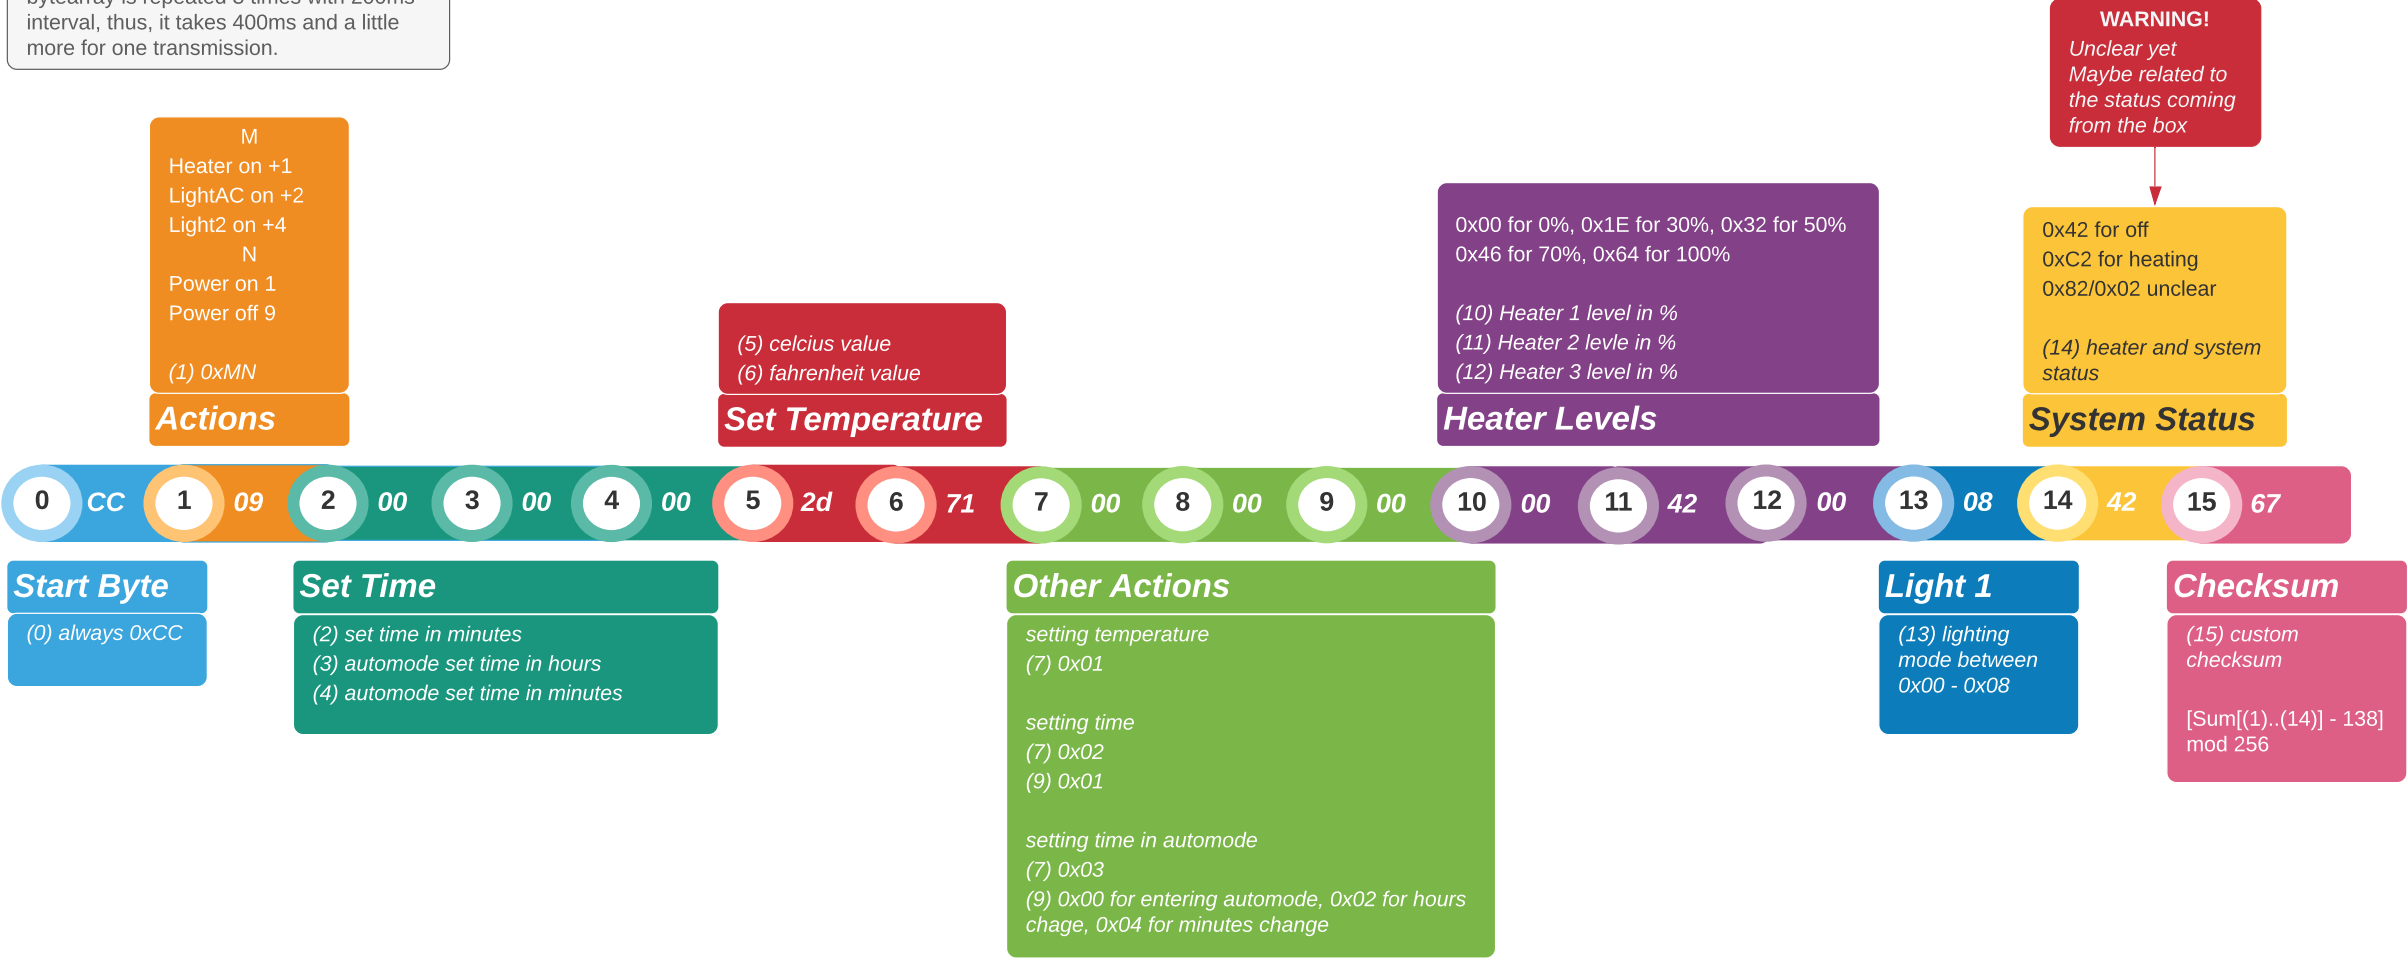 interval, thus, it takes 400ms and a little
more for one transmission.
WARNING!
Unclear yet
Maybe related to
the status coming
from the box
M
Heater on +1
LightAC on +2
Light2 on +4
N
Power on 1
Power off 9
(1) 0xMN
Actions
(5) celcius value
(6) fahrenheit value
Set Temperature
0x00 for 0%, 0x1E for 30%, 0x32 for 50%
0x46 for 70%, 0x64 for 100%
(10) Heater 1 level in %
(11) Heater 2 levle in %
(12) Heater 3 level in %
Heater Levels
0x42 for off
0xC2 for heating
0x82/0x02 unclear
(14) heater and system
status
System Status
0 CC 1 09 2 00 3 00 4 00 5 2d 6 71 7 00 8 00 9 00 10 00 11 42 12 00 13 08 14 42 15 67
Start Byte
(0) always 0xCC
Set Time
(2) set time in minutes
(3) automode set time in hours
(4) automode set time in minutes
Other Actions
setting temperature
(7) 0x01
setting time
(7) 0x02
(9) 0x01
setting time in automode
(7) 0x03
(9) 0x00 for entering automode, 0x02 for hours
chage, 0x04 for minutes change
Light 1
(13) lighting
mode between
0x00 - 0x08
Checksum
(15) custom
checksum
[Sum[(1)..(14)] - 138]
mod 256